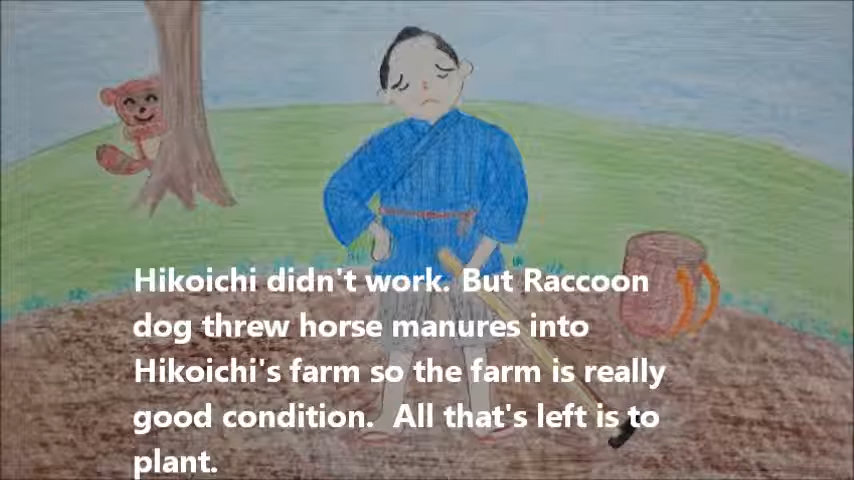 Hikoichi didn't work. But Raccoon
dog threw horse manures into
Hikoichi's farm so the farm is really
good condition.  All that's left is to
plant.